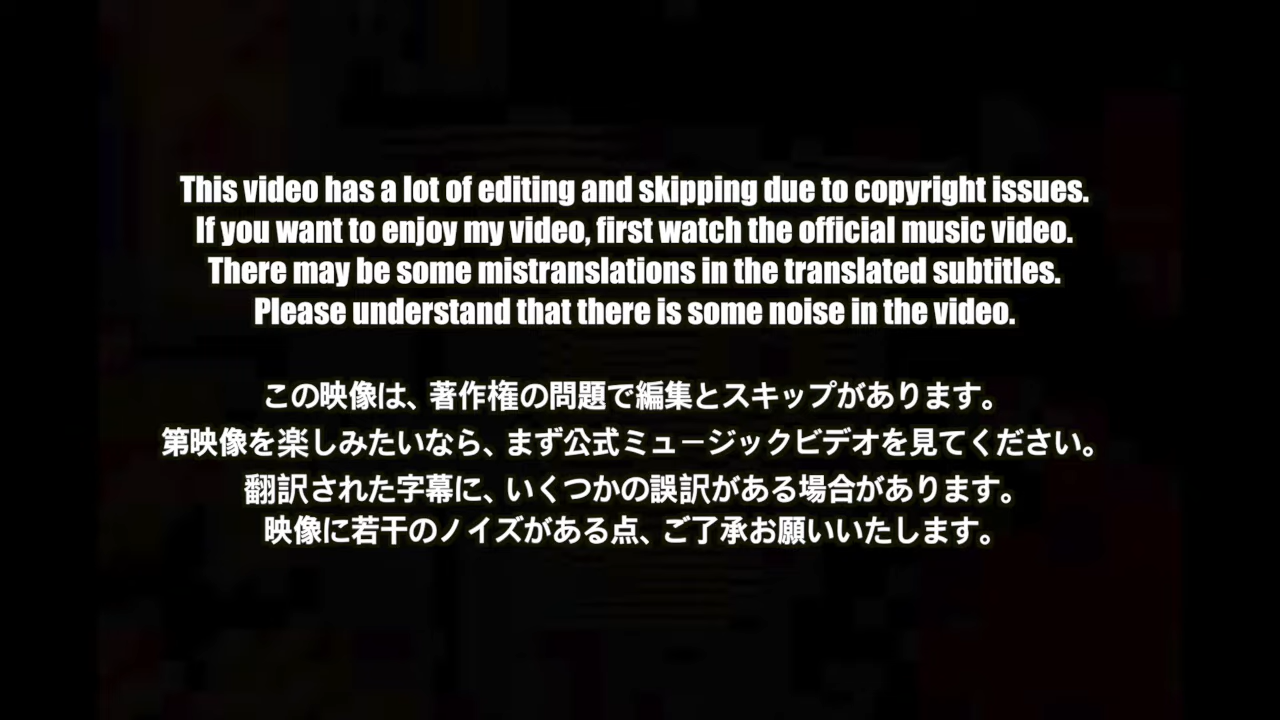 This video has a lot of editing and skipping due to copyright issues.
If you want to enjoy my video, first watch the official music video.
There may be some mistranslations in the translated subtitles.
Please understand that there is some noise in the video.
この映像は、著作権の問題で編集とスキップがあります。
第映像を楽しみたいなら、まず公式ミュージックビデオを見てください。
翻訳された字幕に、いくつかの誤訳がある場合があります。
映像に若干のノイズがある点、ご了承お願いいたします。